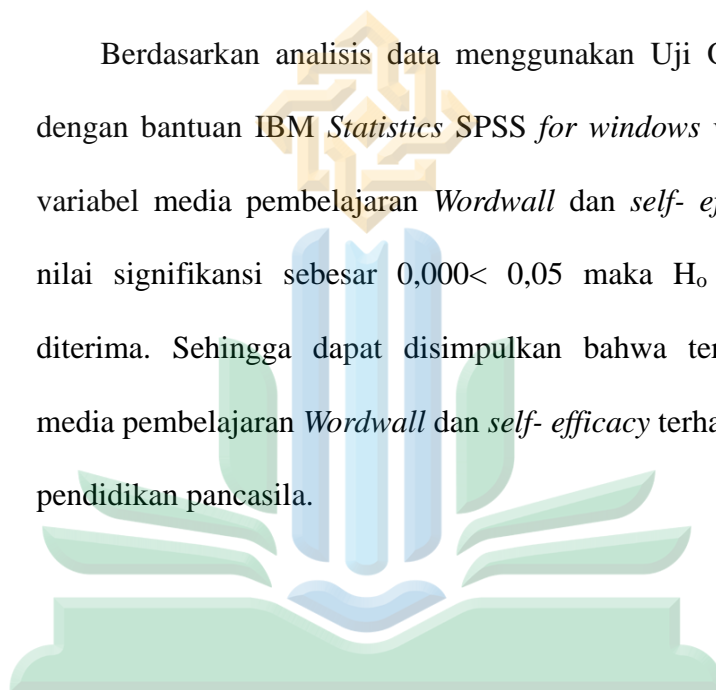 Berdasarkan analisis data menggunakan Uji
dengan bantuan IBM Statistics SPSS for windows
variabel media pembelajaran Wordwall dan self-
nilai signifikansi sebesar 0,000< 0,05 maka Ho
diterima. Sehingga dapat disimpulkan bahwa
media pembelajaran Wordwall dan self- efficacy
pendidikan pancasila.